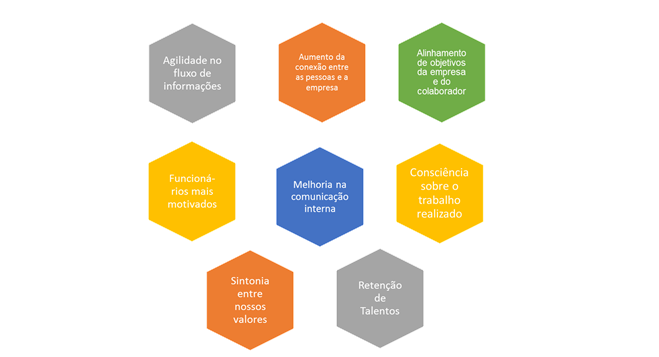 Agilidade no
fluxo de
informações
Aumento da
conexão entre
as pessoas e a
empresa
Alinhamento
de objetivos
da empresa
e do
colaborador
Funcioná-
rios mais
motivados
Melhoria na
comunicação
interna
Consciência
sobre o
trabalho
realizado
Sintonia
entre
nossos
valores
Retenção
de
Talentos